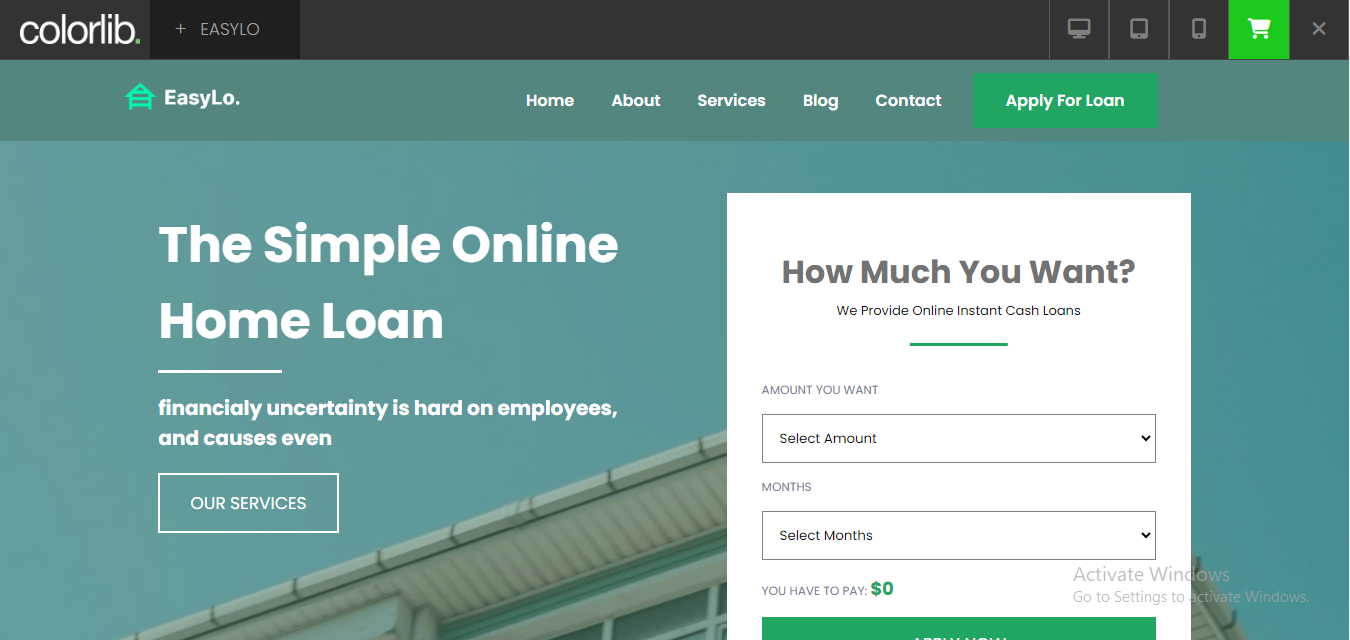 colorlib.
+ EASYLO
EasyLo.
Home About Services Blog Contact Apply For Loan
The Simple Online
Home Loan
financialy uncertainty is hard on employees,
and causes even
OUR SERVICES
How Much You Want?
We Provide Online Instant Cash Loans
AMOUNT YOU WANT
Select Amount
MONTHS
Select Months
YOU HAVE TO PAY: $0
APPLY NOW
Activate Windows
Go to Settings to activate Windows.